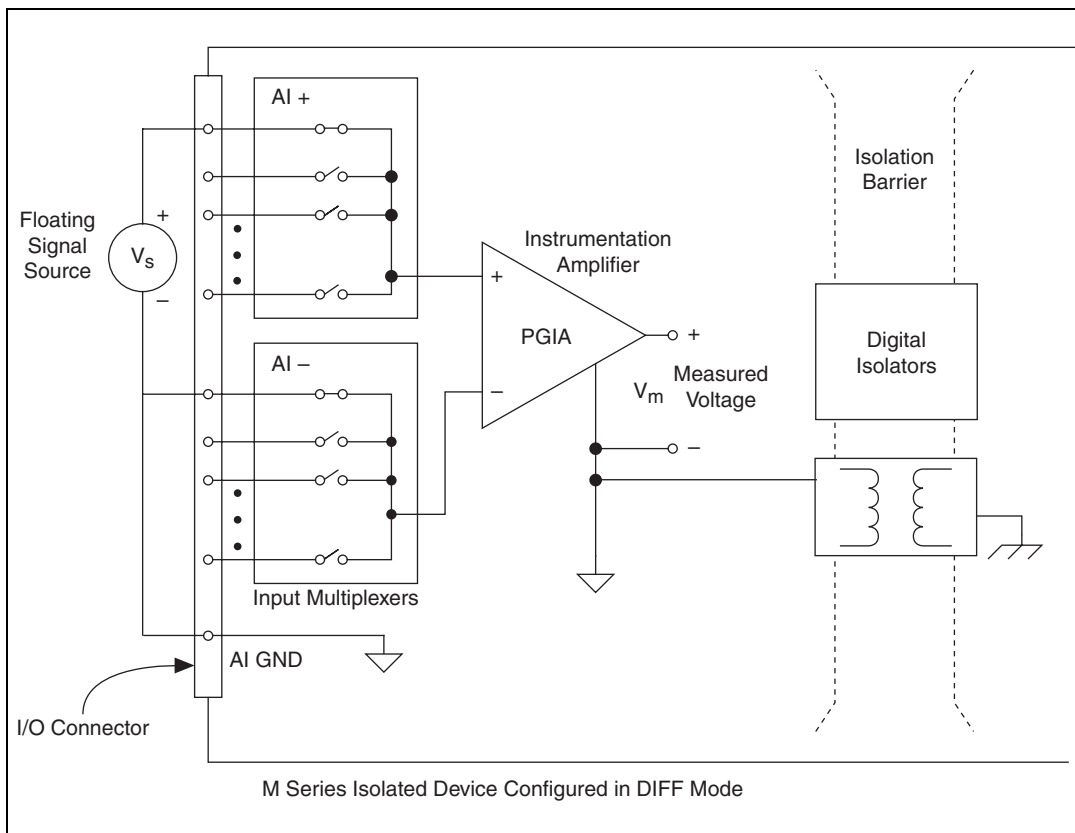 AI +
Isolation
Barrier
Floating
Signal
Source
+
Vs
–
Instrumentation
Amplifier
+
PGIA
–
+
Vm
Measured
Voltage
–
Digital
Isolators
AI –
Input Multiplexers
AI GND
I/O Connector
M Series Isolated Device Configured in DIFF Mode